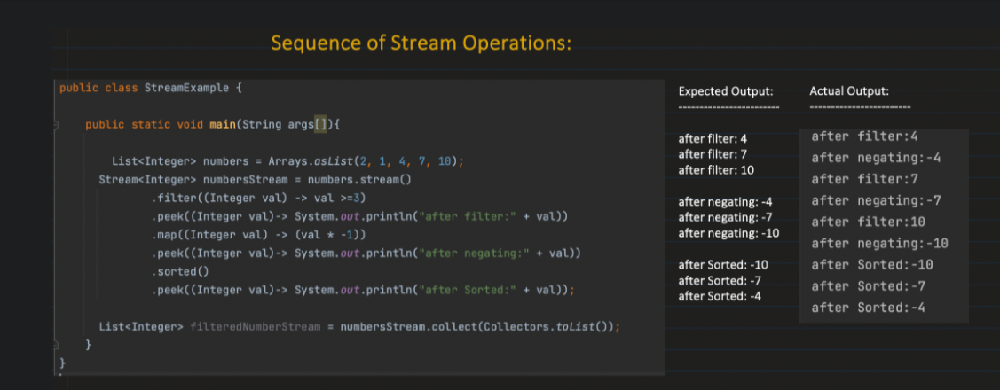 Sequence of Stream Operations:
public class StreamExample {
public static void main(String args[]){
List<Integer> numbers = Arrays.asList(2, 1, 4, 7, 10);
Stream<Integer> numbersStream = numbers.stream()
.filter((Integer val) -> val >=3)
.peek((Integer val)-> System.out.println("after filter:" + val))
.map((Integer val) -> (val * -1))
.peek((Integer val)-> System.out.println("after negating:" + val))
.sorted()
.peek((Integer val)-> System.out.println("after Sorted:" + val));
List<Integer> filteredNumberStream = numbersStream.collect(Collectors.toList());
}
}
Expected Output:
------------------------
after filter: 4
after filter: 7
after filter: 10
after negating: -4
after negating: -7
after negating: -10
after Sorted: -10
after Sorted: -7
after Sorted: -4
Actual Output:
------------------------
after filter:4
after negating:-4
after filter:7
after negating:-7
after filter:10
after negating:-10
after Sorted:-10
after Sorted:-7
after Sorted:-4